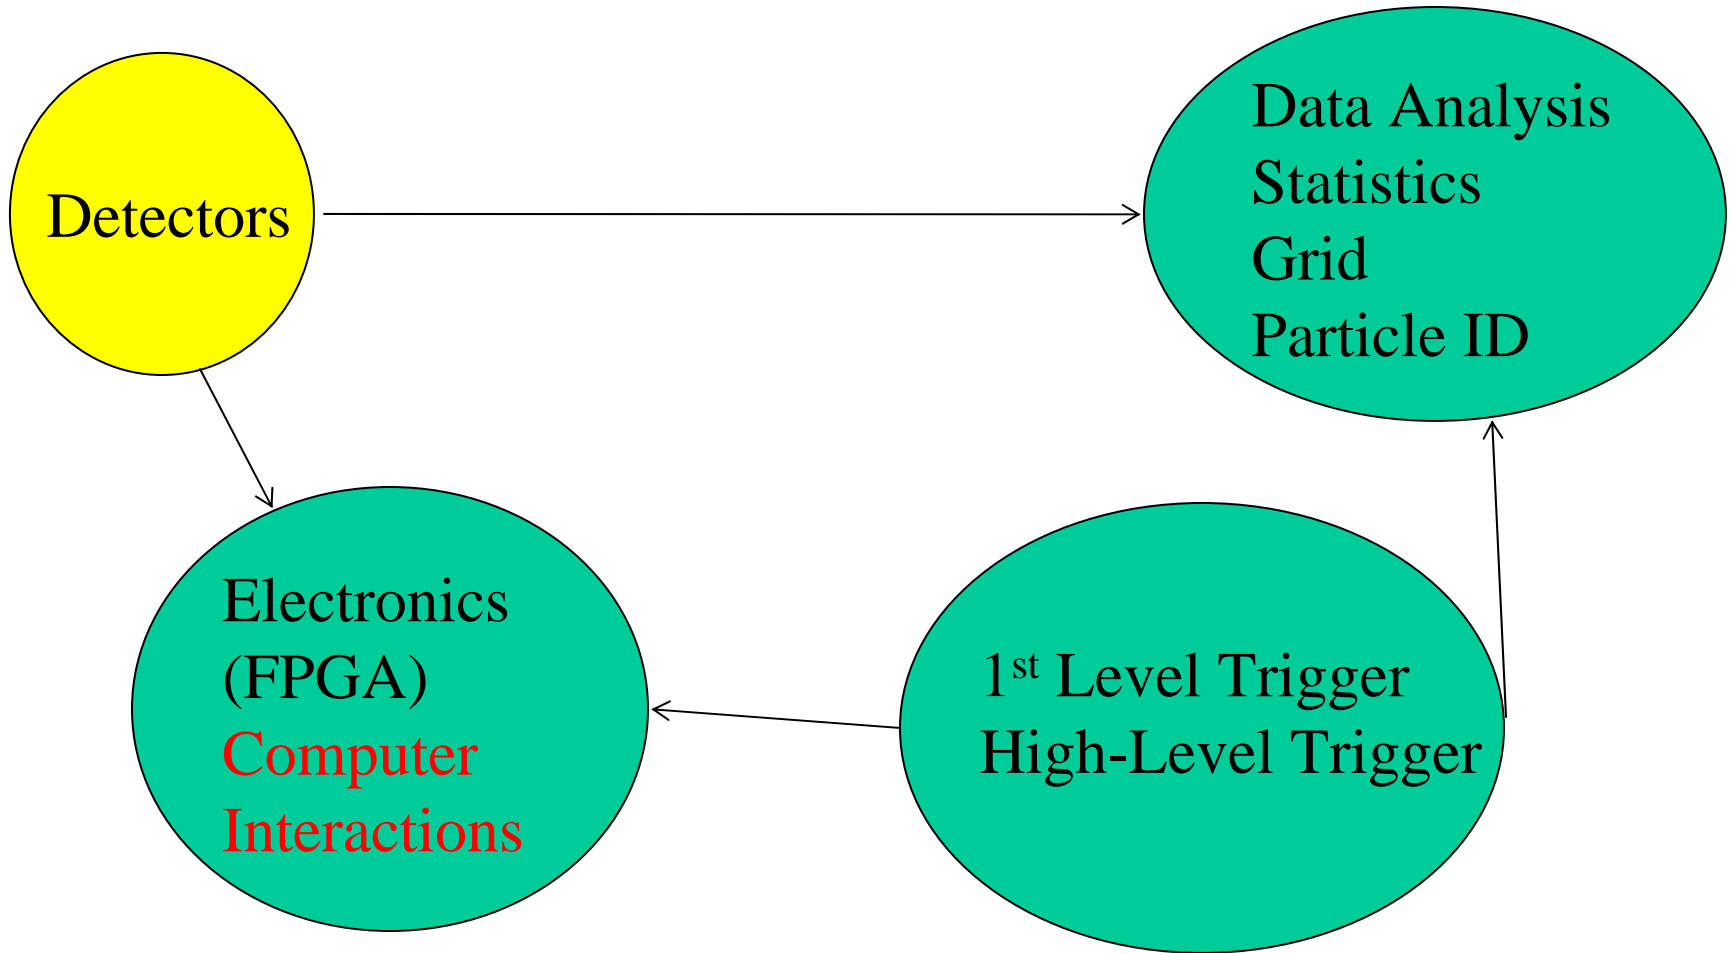 Detectors
Data Analysis
Statistics
Grid
Particle ID
Electronics
(FPGA)
Computer
Interactions
1st Level Trigger
High-Level Trigger